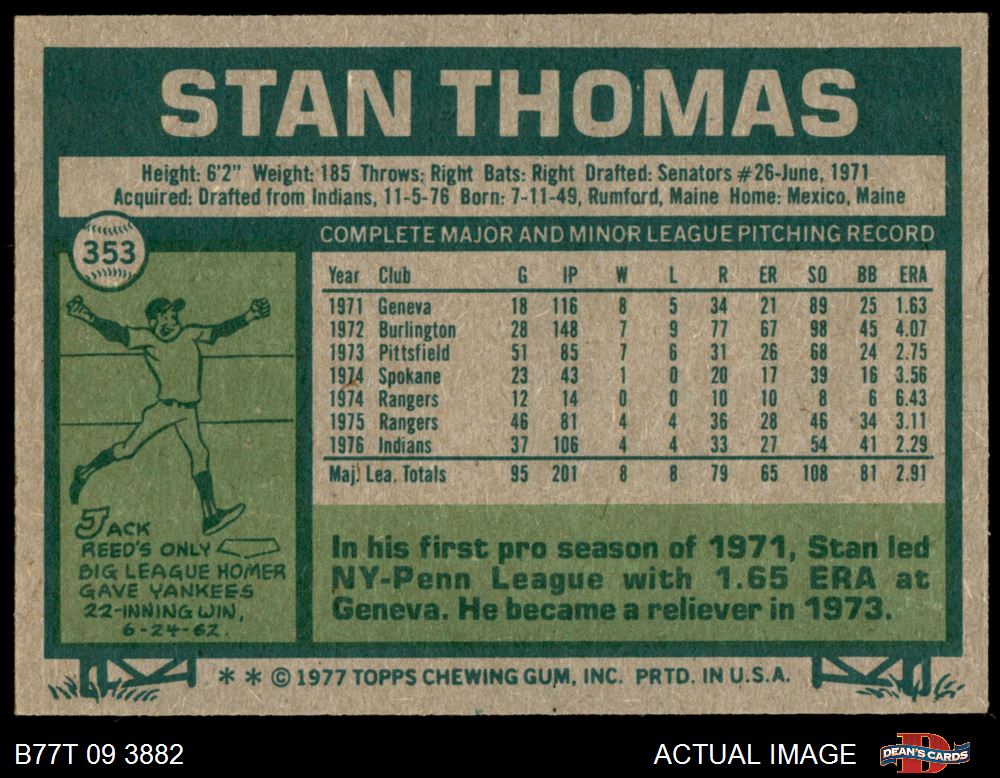 STAN THOMAS
Height: 6'2" Weight: 185 Throws: Right Bats: Right Drafted: Senators #26-June, 1971
Acquired: Drafted from Indians, 11-5-76 Born: 7-11-49, Rumford, Maine Home: Mexico, Maine
353
COMPLETE MAJOR AND MINOR LEAGUE PITCHING RECORD
Year Club G IP W L R ER SO BB ERA
1971 Geneva 18 116 8 5 34 21 89 25 1.63
1972 Burlington 28 148 7 9 77 67 98 45 4.07
1973 Pittsfield 51 85 7 6 31 26 68 24 2.75
1974 Spokane 23 43 1 0 20 17 39 16 3.56
1974 Rangers 12 14 0 0 10 10 8 6 6.43
1975 Rangers 46 81 4 4 36 28 46 34 3.11
1976 Indians 37 106 4 4 33 27 54 41 2.29
Maj. Lea. Totals 95 201 8 8 79 65 108 81 2.91
JACK
REED'S ONLY
BIG LEAGUE HOMER
GAVE YANKEES
22-INNING WIN,
6-24-62.
In his first pro season of 1971, Stan led
NY-Penn League with 1.65 ERA at
Geneva. He became a reliever in 1973.
* * © 1977 TOPPS CHEWING GUM, INC. PRTD. IN U.S.A.
B77T 09 3882
ACTUAL IMAGE
DEAN'S CARDS